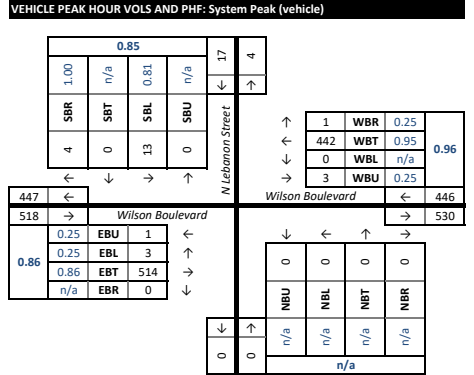 VEHICLE PEAK HOUR VOLS AND PHF: System Peak (vehicle)
0.85
17 4
1.00 n/a 0.81 n/a
↓ ↑
SBR SBT SBL SBU
N Lebanon Street
4 0 13 0
← ↓ → ↑
↑ 1 WBR 0.25
← 442 WBT 0.95
↓ 0 WBL n/a
→ 3 WBU 0.25
0.96
447 ←
Wilson Boulevard
← 446
518 →
Wilson Boulevard
→ 530
0.86
0.25 EBU 1 ←
0.25 EBL 3 ↑
0.86 EBT 514 →
n/a EBR 0 ↓
↓ ← ↑ →
0 0 0 0
NBU NBL NBT NBR
↓ ↑
n/a n/a n/a n/a
0 0
n/a